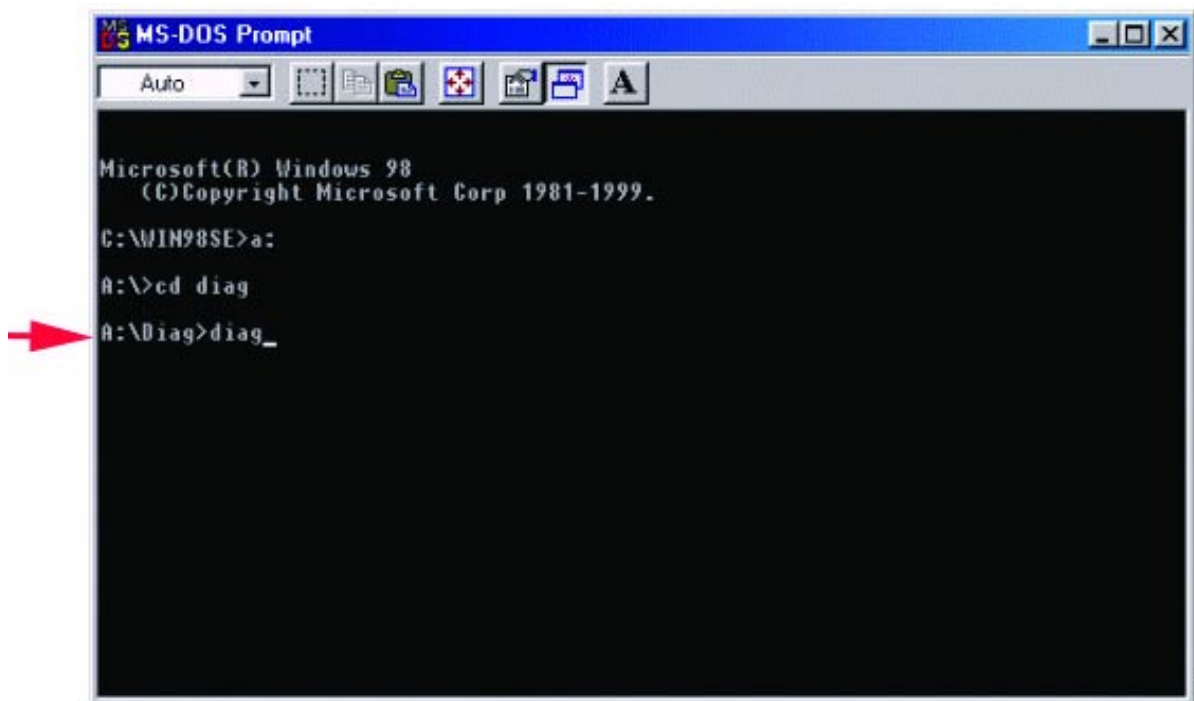 MS-DOS Prompt
Auto
A
Microsoft(R) Windows 98
(C)Copyright Microsoft Corp 1981-1999.
C:\WIN98SE>a:
A:\>cd diag
A:\Diag>diag_